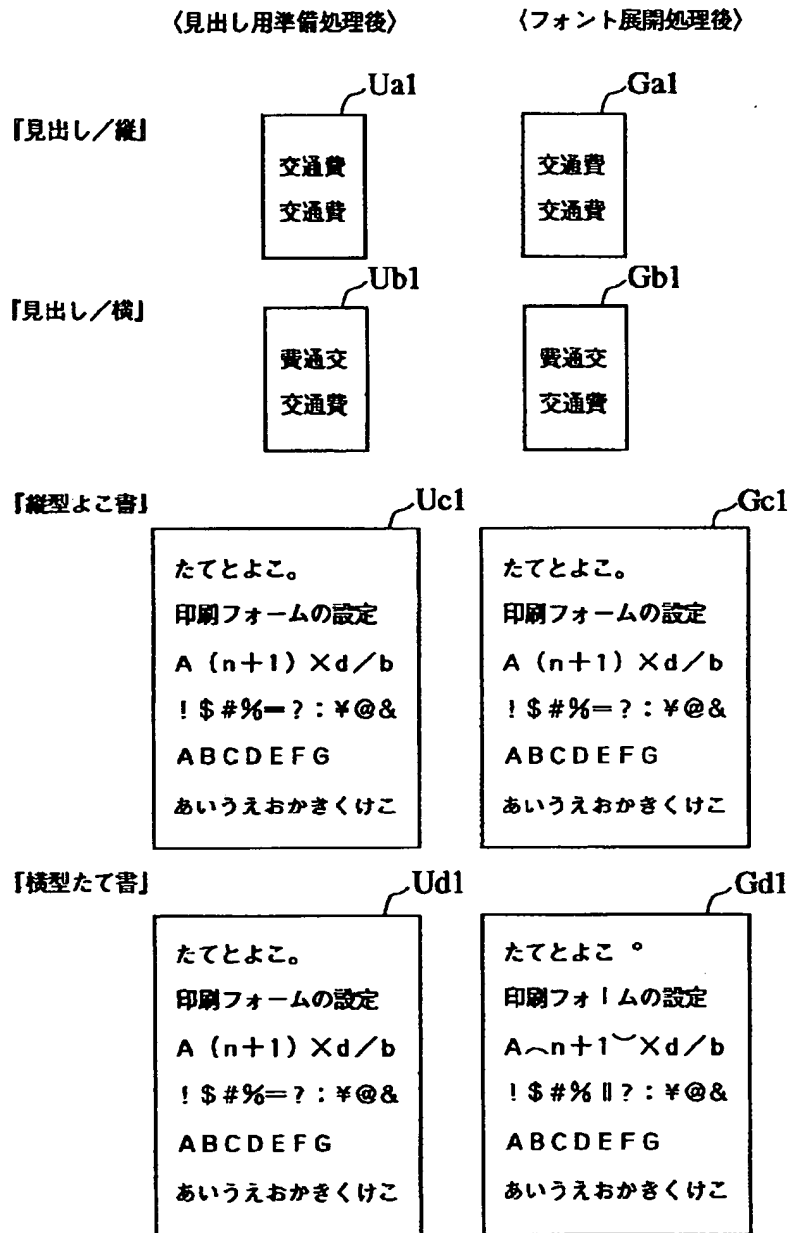 〈見出し用準備処理後〉 〈フォント展開処理後〉
Ua1 Ga1
『見出し/縦』
交通費 交通費
交通費 交通費
Ub1 Gb1
『見出し/横』
費通交 費通交
交通費 交通費
『縦型よこ書』 Uc1 Gc1
たてとよこ。 たてとよこ。
印刷フォームの設定 印刷フォームの設定
A(n+1)×d/b A(n+1)×d/b
!$#%=?:¥@& !$#%=?:¥@&
ABCDEFG ABCDEFG
あいうえおかきくけこ あいうえおかきくけこ
『横型たて書』 Ud1 Gd1
たてとよこ。 たてとよこ °
印刷フォームの設定 印刷フォ|ムの設定
A(n+1)×d/b A︵n+1︶×d/b
!$#%=?:¥@& !$#%‖?:¥@&
ABCDEFG ABCDEFG
あいうえおかきくけこ あいうえおかきくけこ